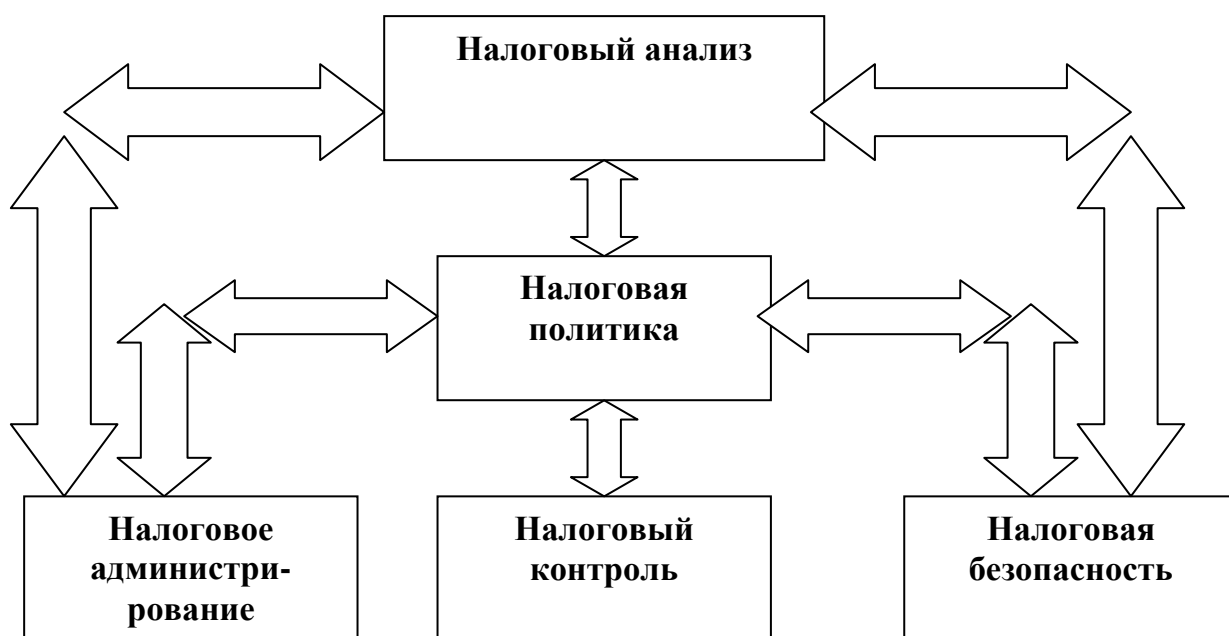 Налоговый анализ
Налоговая
политика
Налоговое
администри-
рование
Налоговый
контроль
Налоговая
безопасность